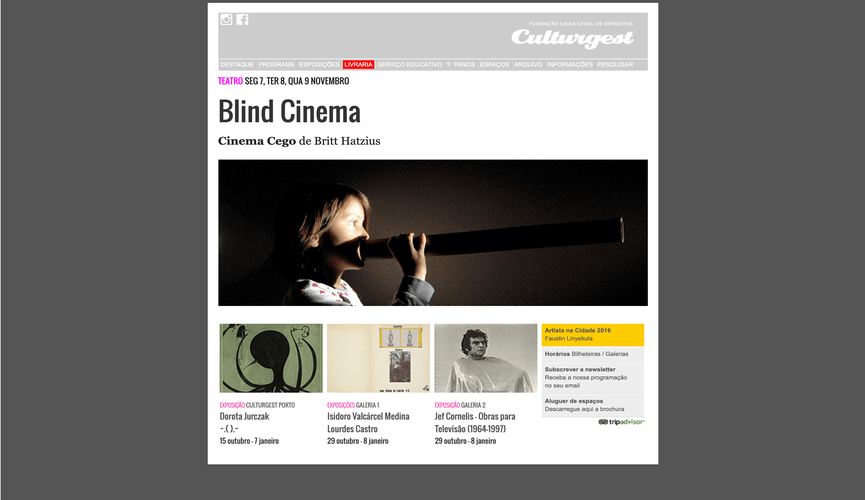 FUNDAÇÃO CAIXA GERAL DE DEPÓSITOS
Culturgest
DESTAQUE PROGRAMA EXPOSIÇÕES LIVRARIA SERVIÇO EDUCATIVO PANOS ESPAÇOS ARQUIVO INFORMAÇÕES PESQUISAR
TEATRO SEG 7, TER 8, QUA 9 NOVEMBRO
Blind Cinema
Cinema Cego de Britt Hatzius
EXPOSIÇÃO CULTURGEST PORTO
Dorota Jurczak
~.{ }.~
15 outubro - 7 janeiro
EXPOSIÇÕES GALERIA 1
Isidoro Valcárcel Medina
Lourdes Castro
29 outubro - 8 janeiro
EXPOSIÇÃO GALERIA 2
Jef Cornelis - Obras para
Televisão (1964-1997)
29 outubro - 8 janeiro
Artista na Cidade 2016
Faustin Linyekula
Horários Bilheteiras / Galerias
Subscrever a newsletter
Receba a nossa programação
no seu email
Aluguer de espaços
Descarregue aqui a brochura
tripadvisor